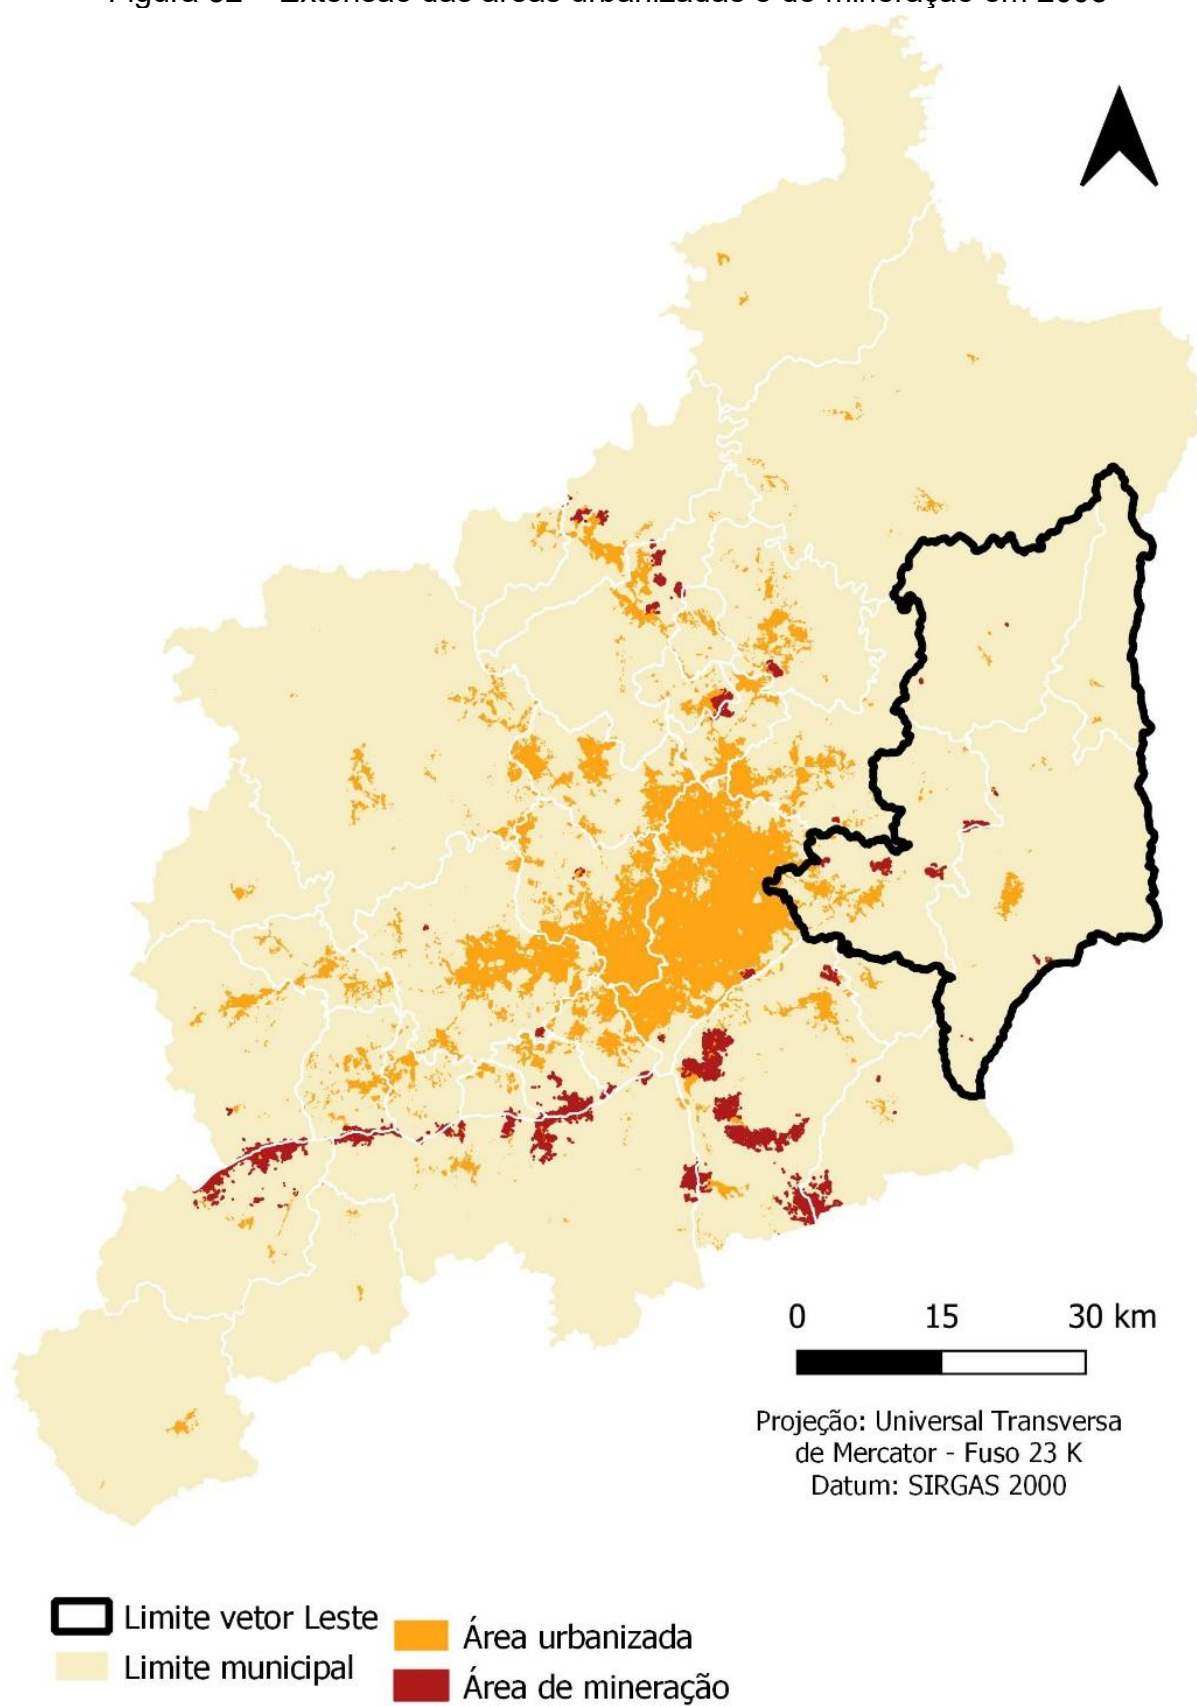 0 15 30 km
Projeção: Universal Transversa
de Mercator - Fuso 23 K
Datum: SIRGAS 2000
Limite vetor Leste
Limite municipal
Área urbanizada
Área de mineração